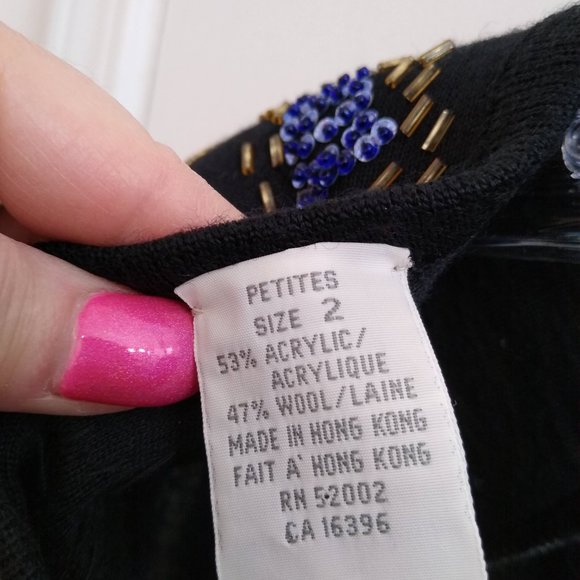 PETITES
SIZE 2
53% ACRYLIC/
ACRYLIQUE
47% WOOL/LAINE
MADE IN HONG KONG
FAIT A' HONG KONG
RN 52002
CA 16396